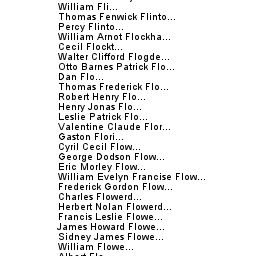 William Fli...
Thomas Fenwick Flinto...
Percy Flinto...
William Arnot Flockha...
Cecil Flockt...
Walter Clifford Flogde...
Otto Barnes Patrick Flo...
Dan Flo...
Thomas Frederick Flo...
Robert Henry Flo...
Henry Jonas Flo...
Leslie Patrick Flo...
Valentine Claude Flor...
Gaston Flori...
Cyril Cecil Flow...
George Dodson Flow...
Eric Morley Flow...
William Evelyn Francise Flow...
Frederick Gordon Flow...
Charles Flowerd...
Herbert Nolan Flowerd...
Francis Leslie Flowe...
James Howard Flowe...
Sidney James Flowe...
William Flowe...
Albert Flo...